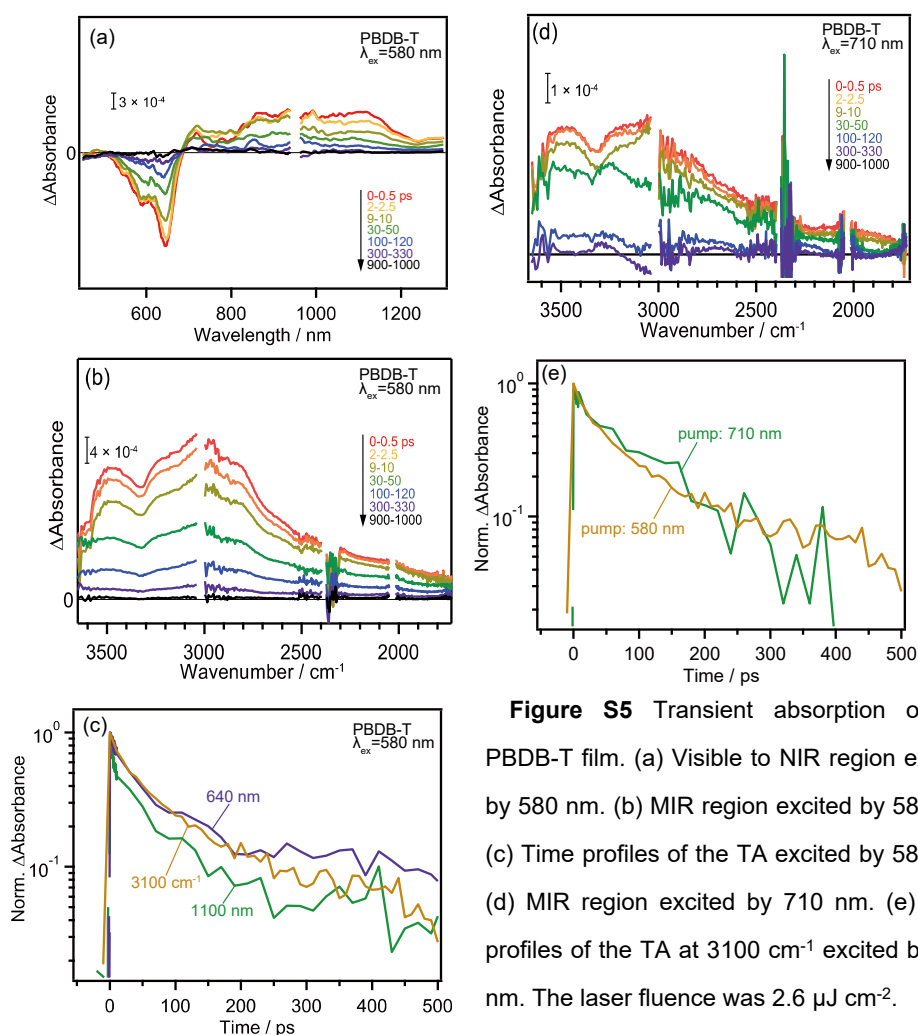 (a)
PBDB-T
λex=580 nm
3 × 10⁻⁴
ΔAbsorbance
0
0-0.5 ps
2-2.5
9-10
30-50
100-120
300-330
900-1000
600
800
1000
1200
Wavelength / nm
(b)
PBDB-T
λex=580 nm
4 × 10⁻⁴
ΔAbsorbance
0
0-0.5 ps
2-2.5
9-10
30-50
100-120
300-330
900-1000
3500
3000
2500
2000
Wavenumber / cm⁻¹
(c)
PBDB-T
λex=580 nm
Norm. ΔAbsorbance
10⁰
10⁻¹
640 nm
3100 cm⁻¹
1100 nm
0
100
200
300
400
500
Time / ps
(d)
PBDB-T
λex=710 nm
1 × 10⁻⁴
ΔAbsorbance
0-0.5 ps
2-2.5
9-10
30-50
100-120
300-330
900-1000
3500
3000
2500
2000
Wavenumber / cm⁻¹
(e)
Norm. ΔAbsorbance
10⁰
10⁻¹
pump: 710 nm
pump: 580 nm
0
100
200
300
400
500
Time / ps
Figure S5 Transient absorption o
PBDB-T film. (a) Visible to NIR region e
by 580 nm. (b) MIR region excited by 58
(c) Time profiles of the TA excited by 58
(d) MIR region excited by 710 nm. (e)
profiles of the TA at 3100 cm⁻¹ excited b
nm. The laser fluence was 2.6 μJ cm⁻².